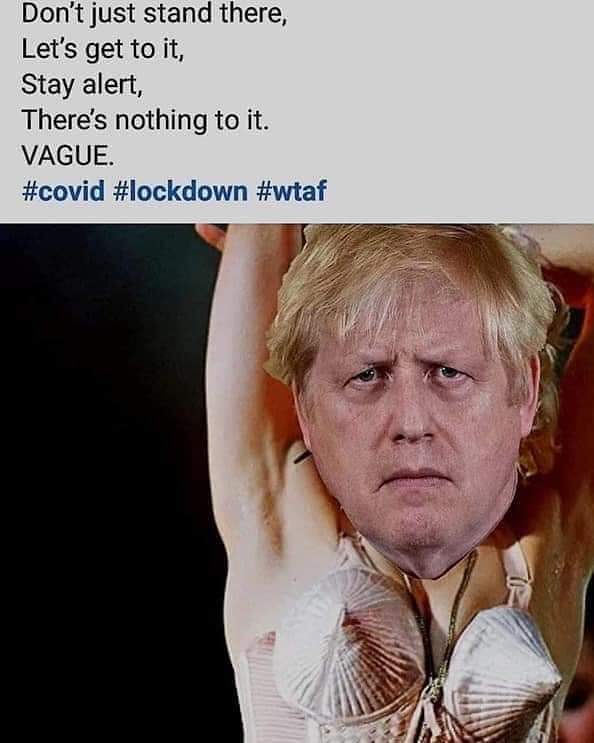 Don't just stand there,
Let's get to it,
Stay alert,
There's nothing to it.
VAGUE.
#covid #lockdown #wtaf